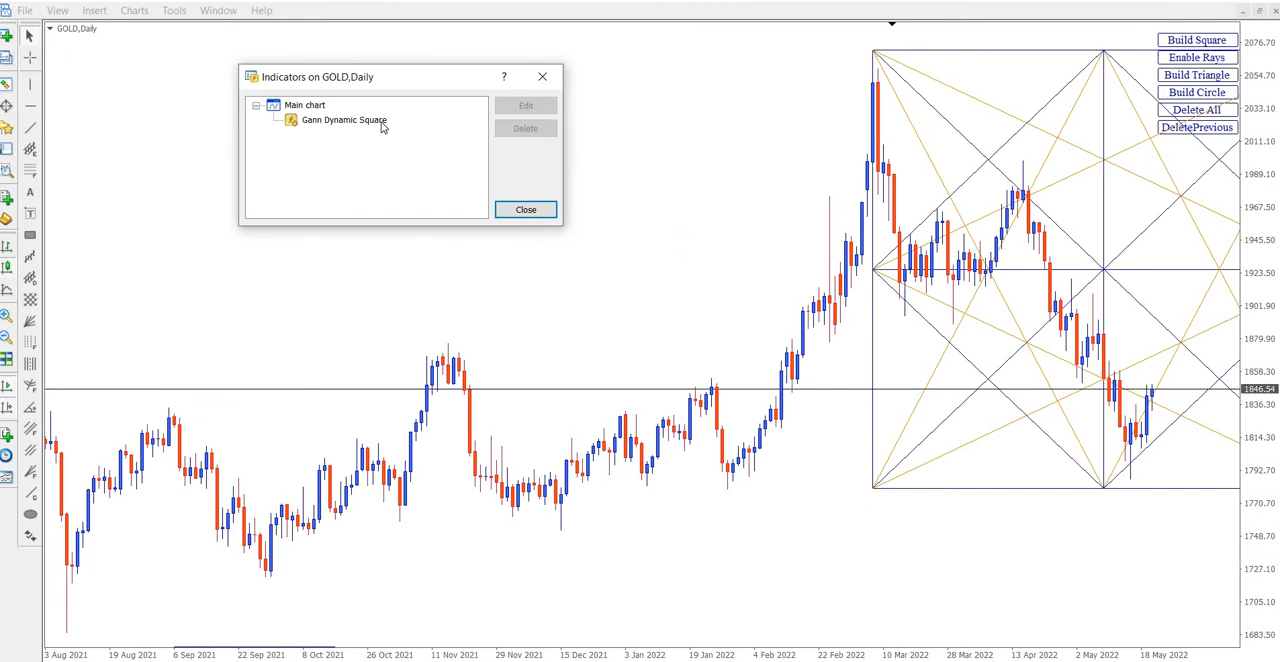 File View Insert Charts Tools Window Help
GOLD,Daily
Indicators on GOLD,Daily ?
Main chart
Gann Dynamic Square
Edit
Delete
Close
Build Square
Enable Rays
Build Triangle
Build Circle
Delete All
DeletePrevious
2076.70
2054.70
2033.10
2011.10
1989.10
1967.50
1945.50
1923.50
1901.90
1879.90
1858.30
1846.54
1836.30
1814.30
1792.70
1770.70
1748.70
1727.10
1705.10
1683.50
3 Aug 2021 19 Aug 2021 6 Sep 2021 22 Sep 2021 8 Oct 2021 26 Oct 2021 11 Nov 2021 29 Nov 2021 15 Dec 2021 3 Jan 2022 19 Jan 2022 4 Feb 2022 22 Feb 2022 10 Mar 2022 28 Mar 2022 13 Apr 2022 2 May 2022 18 May 2022